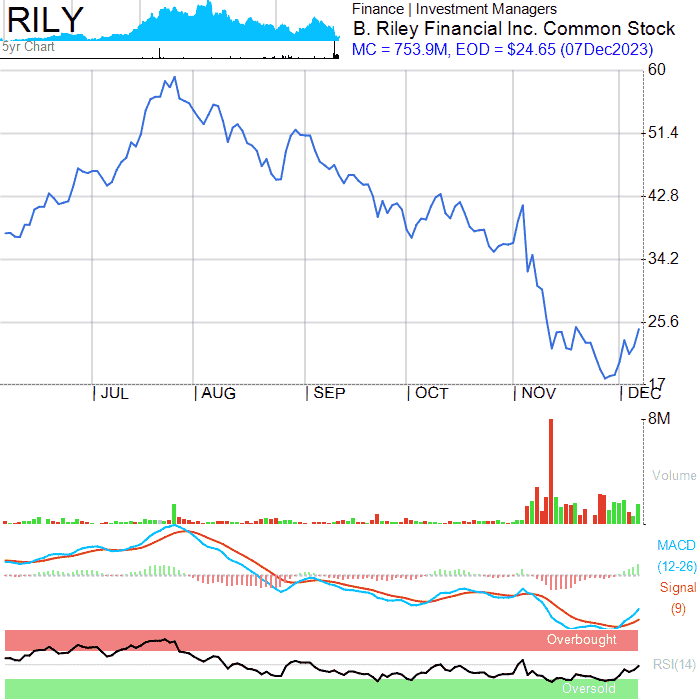 RILY
5yr Chart
Finance | Investment Managers
B. Riley Financial Inc. Common Stock
MC = 753.9M, EOD = $24.65 (07Dec2023)
60
51.4
42.8
34.2
25.6
17
| JUL | AUG | SEP | OCT | NOV | DEC
8M
Volume
MACD
(12-26)
Signal
(9)
Overbought
RSI(14)
Oversold